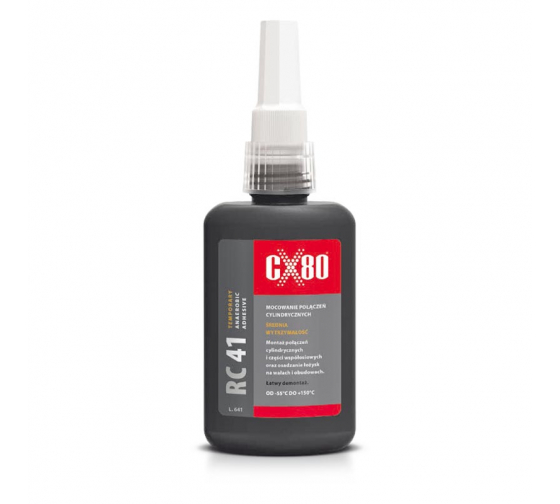 CX80
MOCOWANIE POŁĄCZEŃ
CYLINDRYCZNYCH
ŚREDNIA
WYTRZYMAŁOŚĆ
Montaż połączeń
cylindrycznych
i części współosiowych
oraz osadzanie łożysk
na wałach i obudowach.
Łatwy demontaż.
OD -55°C DO +150°C
RC 41
TEMPORARY
ANAEROBIC
ADHESIVE
L. 641